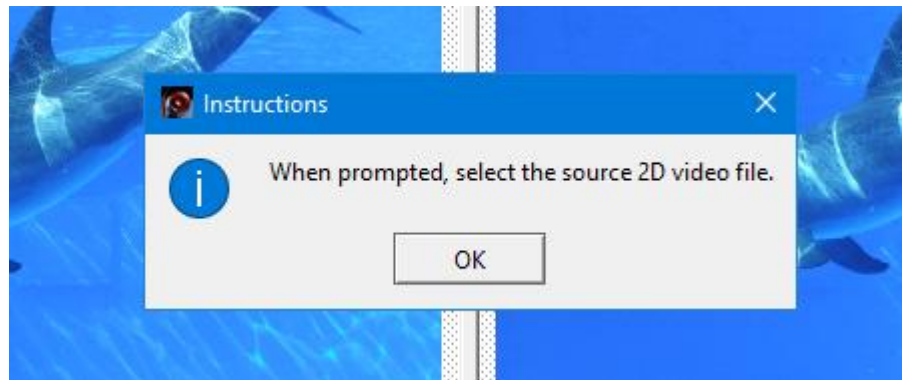 Instructions
When prompted, select the source 2D video file.
OK